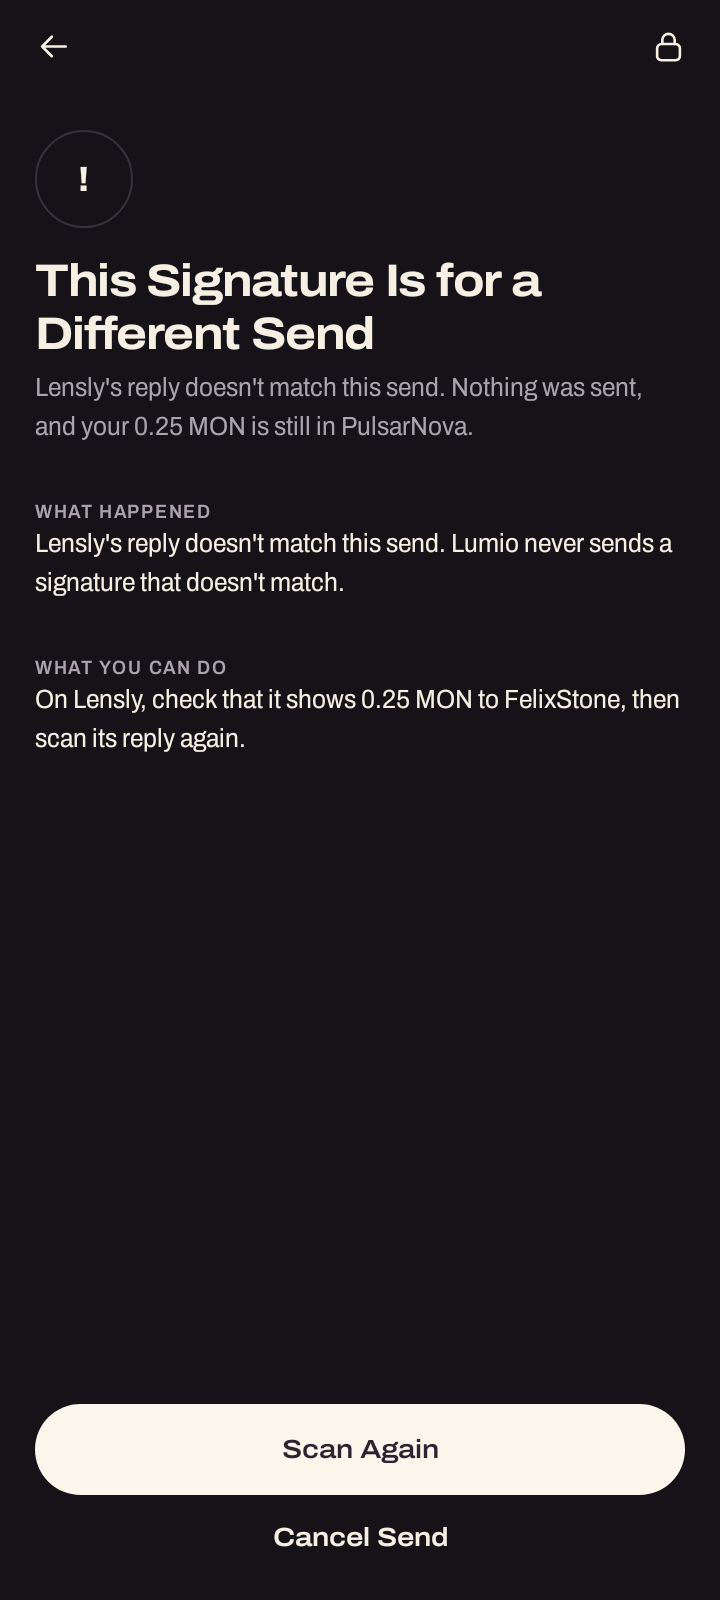 !
This Signature Is for a
Different Send
Lensly's reply doesn't match this send. Nothing was sent,
and your 0.25 MON is still in PulsarNova.
WHAT HAPPENED
Lensly's reply doesn't match this send. Lumio never sends a
signature that doesn't match.
WHAT YOU CAN DO
On Lensly, check that it shows 0.25 MON to FelixStone, then
scan its reply again.
Scan Again
Cancel Send